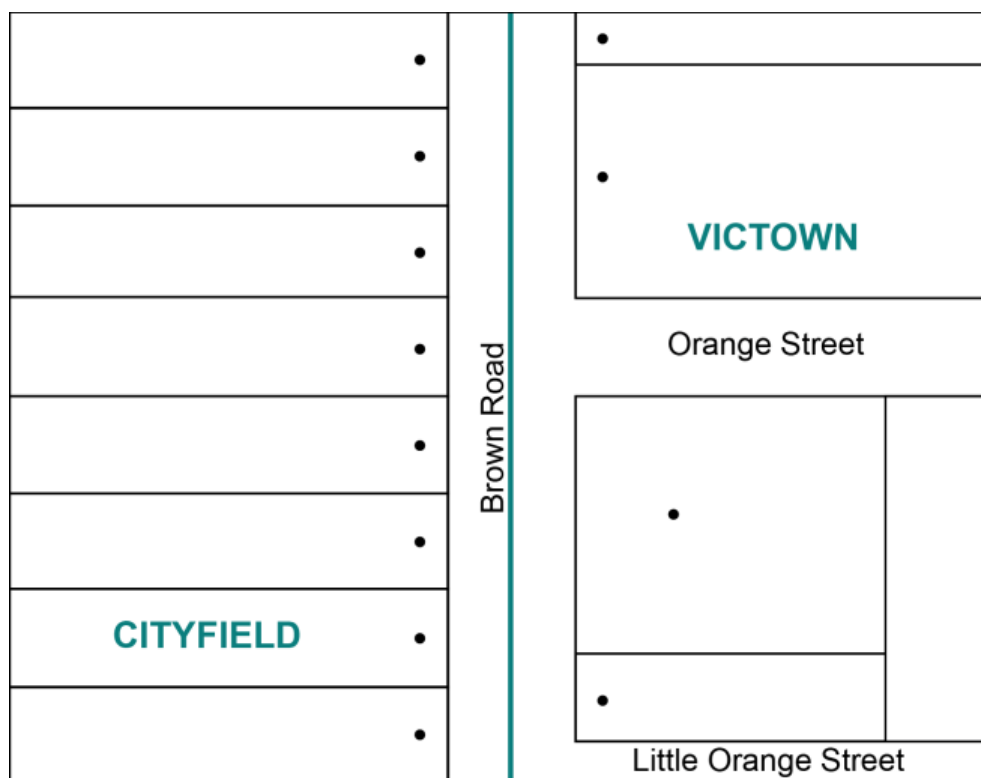 VICTOWN
Orange Street
Brown Road
CITYFIELD
Little Orange Street